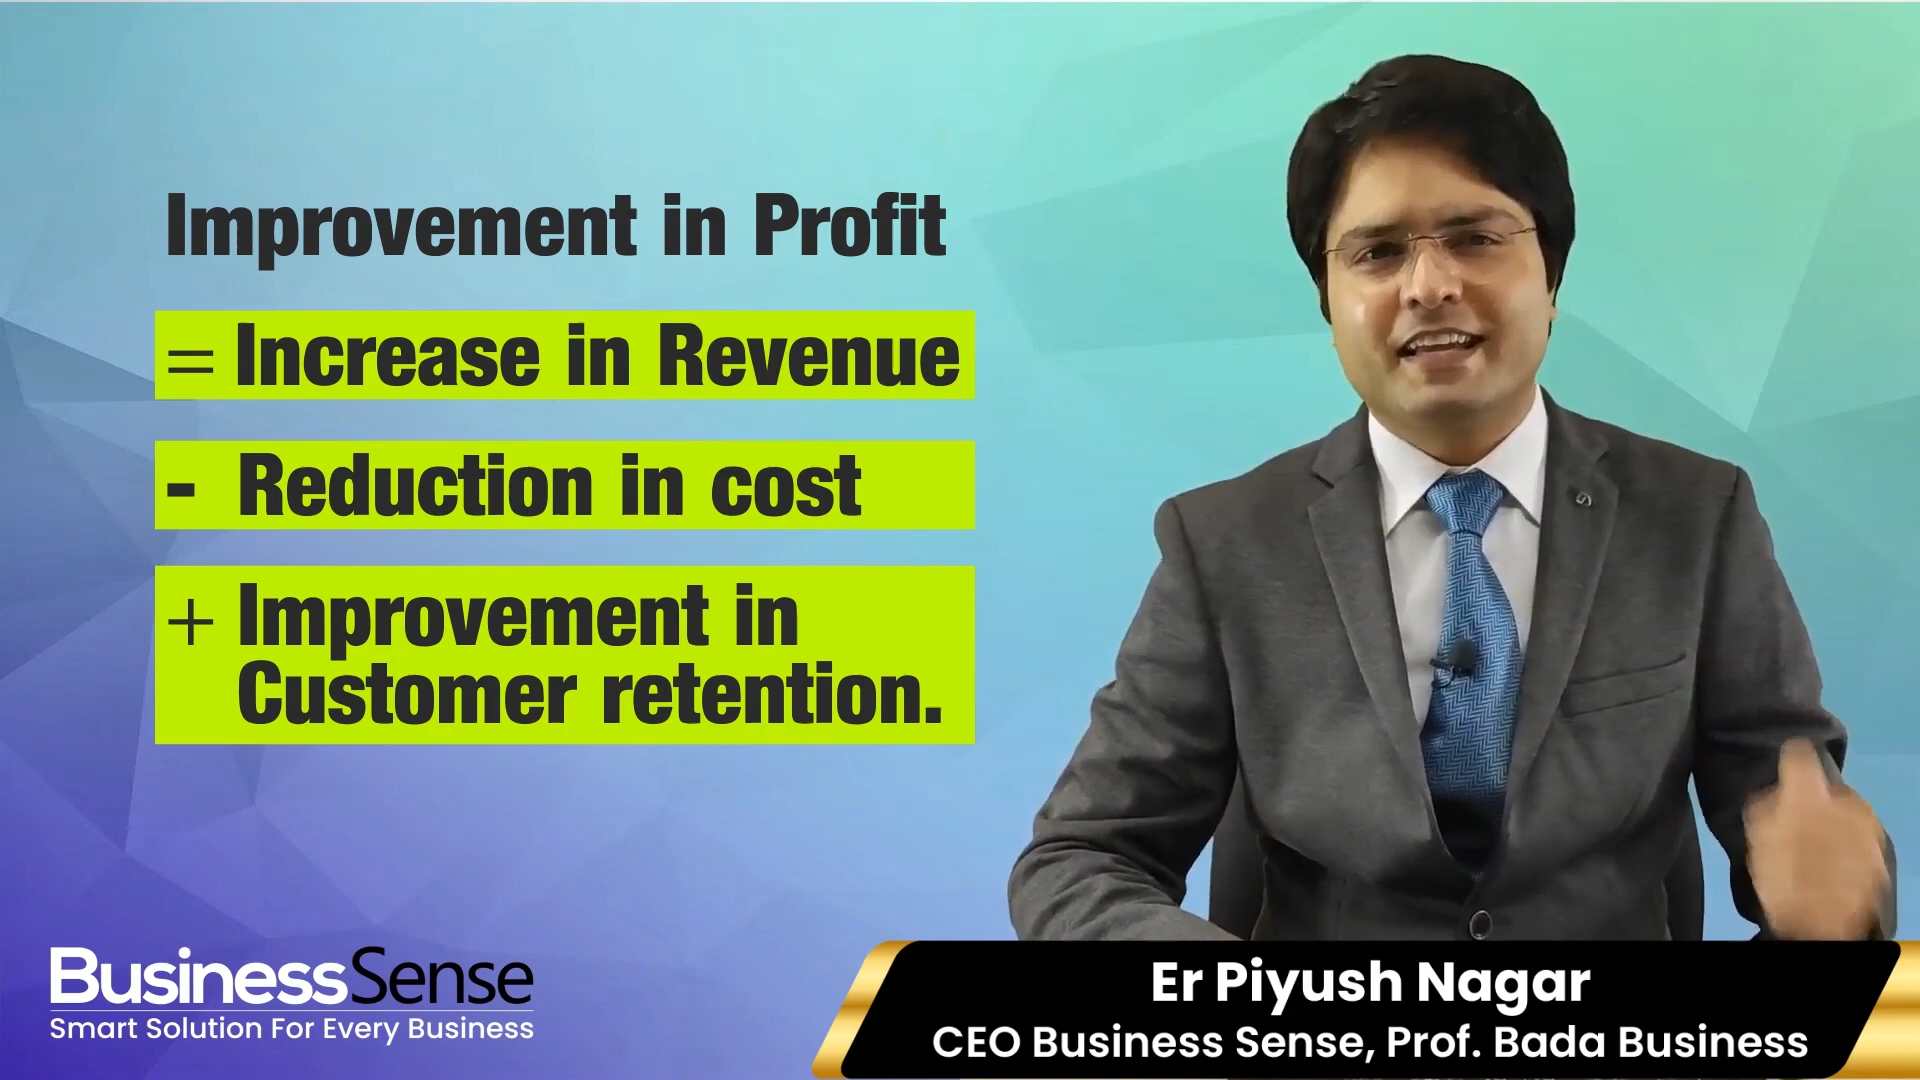 Improvement in Profit
= Increase in Revenue
- Reduction in cost
+ Improvement in
Customer retention.
BusinessSense
Smart Solution For Every Business
Er Piyush Nagar
CEO Business Sense, Prof. Bada Business